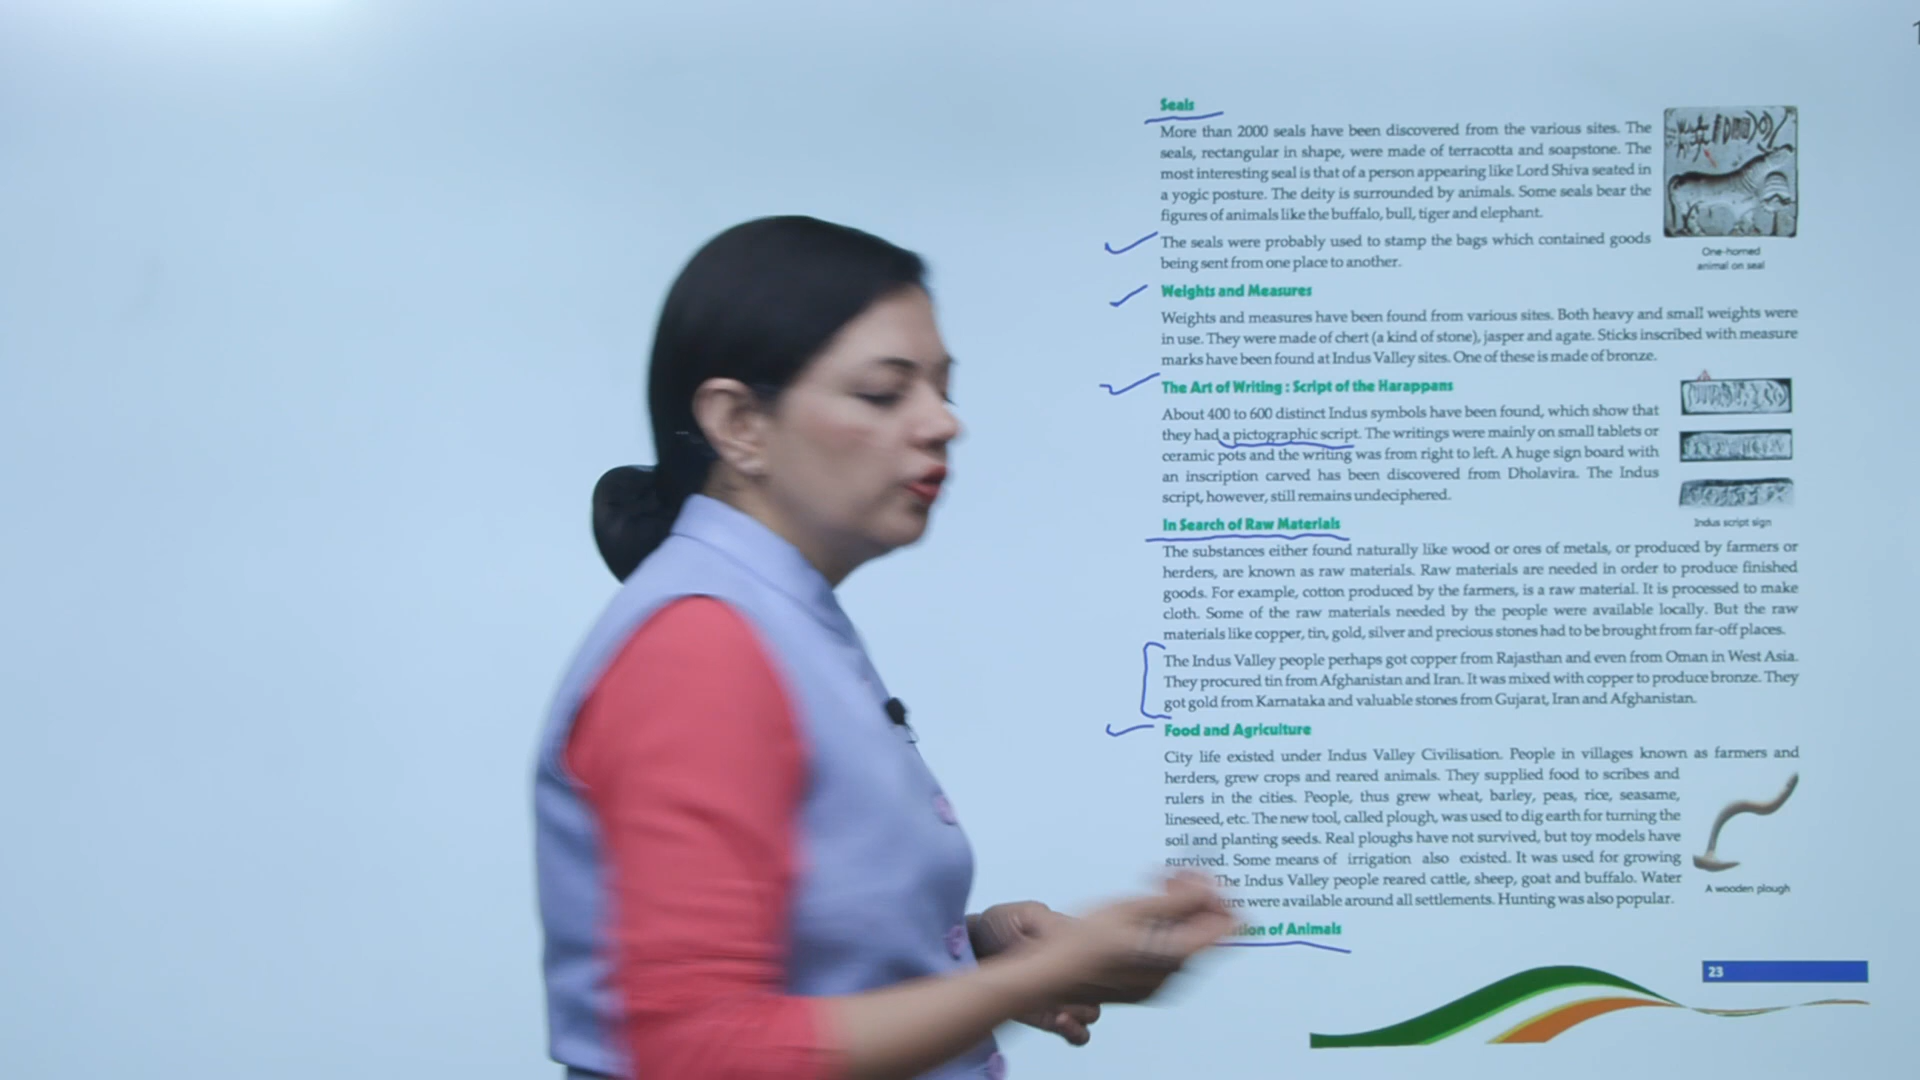 Seals
More than 2000 seals have been discovered from the various sites. The
seals, rectangular in shape, were made of terracotta and soapstone. The
most interesting seal is that of a person appearing like Lord Shiva seated in
a yogic posture. The deity is surrounded by animals. Some seals bear the
figures of animals like the buffalo, bull, tiger and elephant.
The seals were probably used to stamp the bags which contained goods
being sent from one place to another.
One-horned
animal on seal
Weights and Measures
Weights and measures have been found from various sites. Both heavy and small weights were
in use. They were made of chert (a kind of stone), jasper and agate. Sticks inscribed with measure
marks have been found at Indus Valley sites. One of these is made of bronze.
The Art of Writing : Script of the Harappans
About 400 to 600 distinct Indus symbols have been found, which show that
they had a pictographic script. The writings were mainly on small tablets or
ceramic pots and the writing was from right to left. A huge sign board with
an inscription carved has been discovered from Dholavira. The Indus
script, however, still remains undeciphered.
Indus script sign
In Search of Raw Materials
The substances either found naturally like wood or ores of metals, or produced by farmers or
herders, are known as raw materials. Raw materials are needed in order to produce finished
goods. For example, cotton produced by the farmers, is a raw material. It is processed to make
cloth. Some of the raw materials needed by the people were available locally. But the raw
materials like copper, tin, gold, silver and precious stones had to be brought from far-off places.
The Indus Valley people perhaps got copper from Rajasthan and even from Oman in West Asia.
They procured tin from Afghanistan and Iran. It was mixed with copper to produce bronze. They
got gold from Karnataka and valuable stones from Gujarat, Iran and Afghanistan.
Food and Agriculture
City life existed under Indus Valley Civilisation. People in villages known as farmers and
herders, grew crops and reared animals. They supplied food to scribes and
rulers in the cities. People, thus grew wheat, barley, peas, rice, seasame,
lineseed, etc. The new tool, called plough, was used to dig earth for turning the
soil and planting seeds. Real ploughs have not survived, but toy models have
survived. Some means of irrigation also existed. It was used for growing
The Indus Valley people reared cattle, sheep, goat and buffalo. Water
were available around all settlements. Hunting was also popular.
A wooden plough
of Animals
23